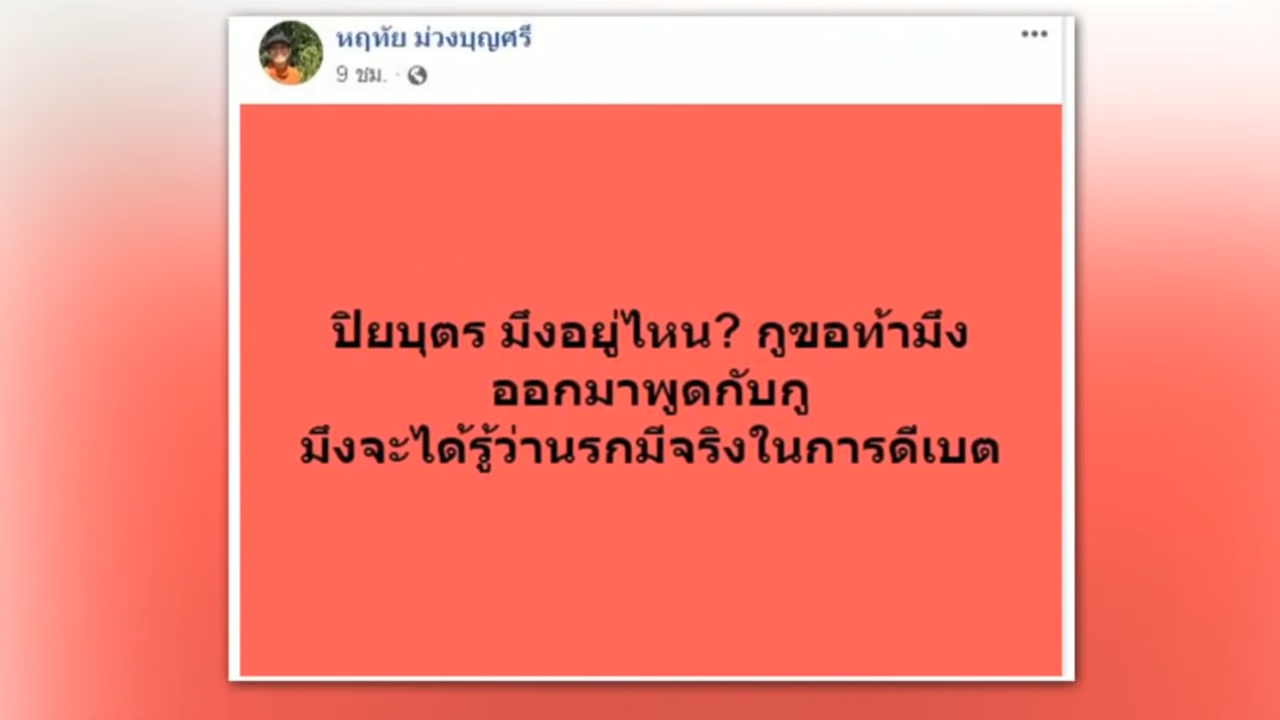 หฤทัย ม่วงบุญศรี
9 ชม. ·
ปิยบุตร มึงอยู่ไหน? กูขอท้ามึง
ออกมาพูดกับกู
มึงจะได้รู้ว่านรกมีจริงในการดีเบต